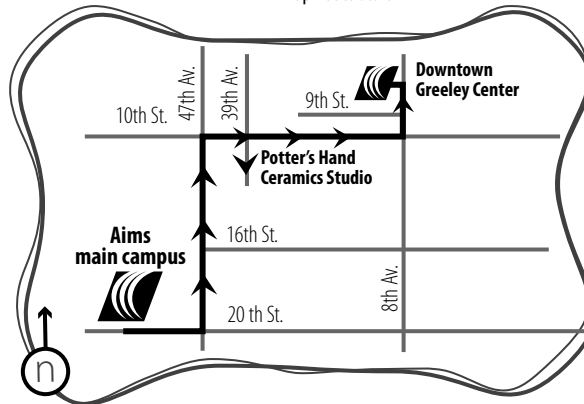 Downtown
Greeley Center
47th Av.
39th Av.
9th St.
10th St.
Potter's Hand
Ceramics Studio
Aims
main campus
16th St.
8th Av.
20 th St.
n